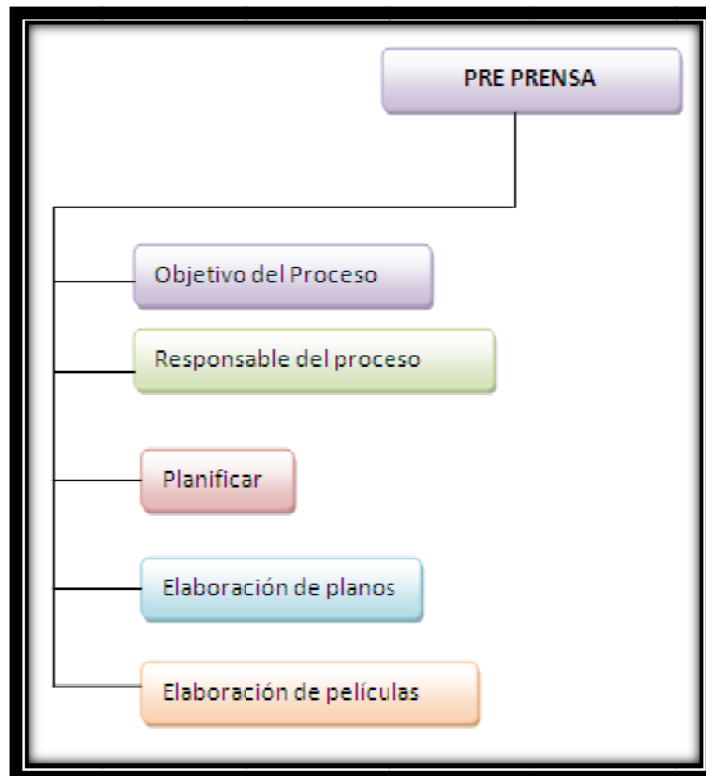 PRE PRENSA
Objetivo del Proceso
Responsable del proceso
Planificar
Elaboración de planos
Elaboración de películas